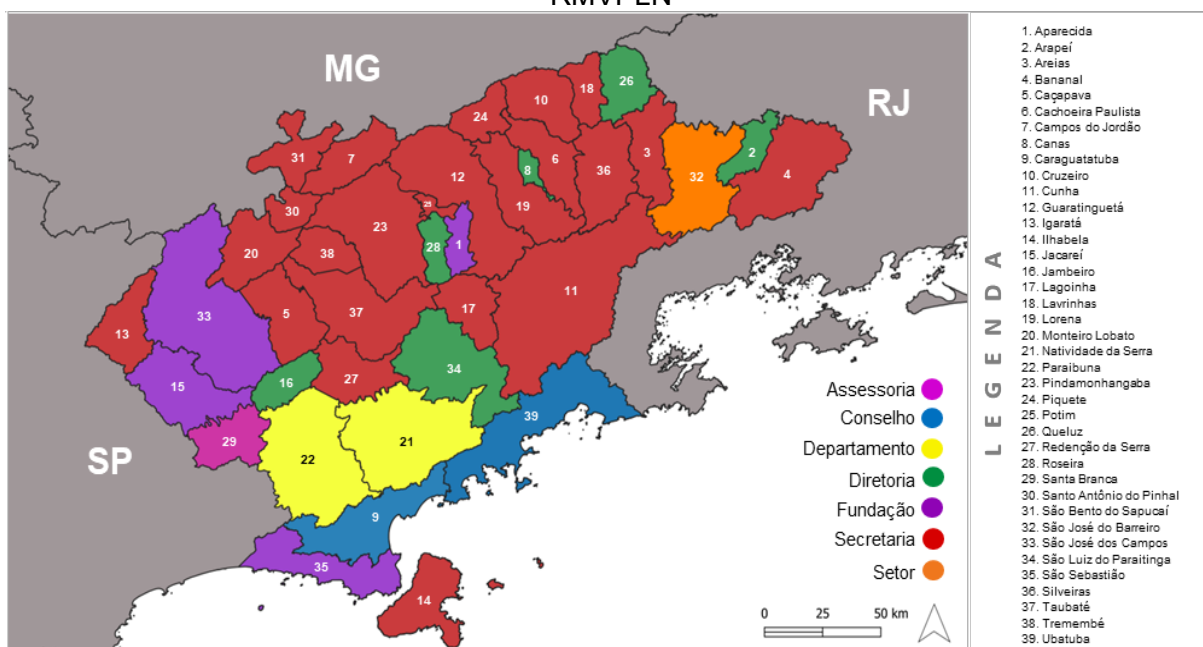 RMVPLN
MG
RJ
SP
26
18
10
24
2
31
7
3
4
6
8
12
36
32
25
19
30
23
28
1
20
38
11
33
17
5
37
13
34
27
16
15
39
29
21
22
9
35
14
Assessoria
Conselho
Departamento
Diretoria
Fundação
Secretaria
Setor
0 25 50 km
LEGENDA
1. Aparecida
2. Arapeí
3. Areias
4. Bananal
5. Caçapava
6. Cachoeira Paulista
7. Campos do Jordão
8. Canas
9. Caraguatatuba
10. Cruzeiro
11. Cunha
12. Guaratinguetá
13. Igaratá
14. Ilhabela
15. Jacareí
16. Jambeiro
17. Lagoinha
18. Lavrinhas
19. Lorena
20. Monteiro Lobato
21. Natividade da Serra
22. Paraibuna
23. Pindamonhangaba
24. Piquete
25. Potim
26. Queluz
27. Redenção da Serra
28. Roseira
29. Santa Branca
30. Santo Antônio do Pinhal
31. São Bento do Sapucaí
32. São José do Barreiro
33. São José dos Campos
34. São Luiz do Paraitinga
35. São Sebastião
36. Silveiras
37. Taubaté
38. Tremembé
39. Ubatuba